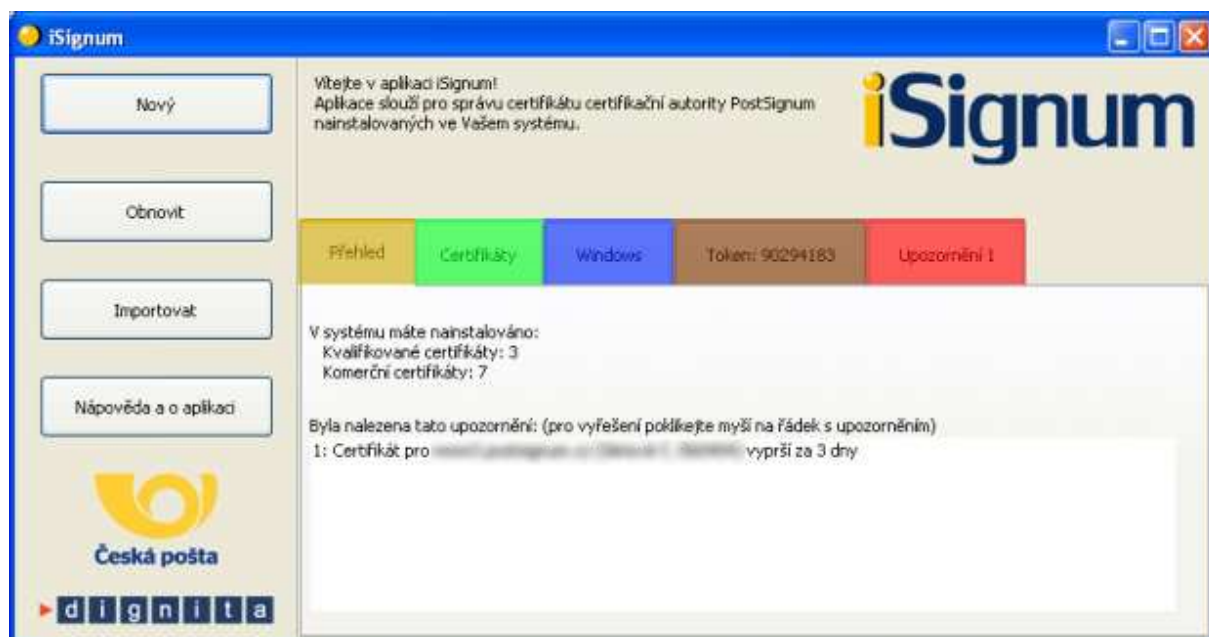 iSignum
Nový
Obnovit
Importovat
Nápověda a o aplikaci
Česká pošta
dignita
Vítejte v aplikaci iSignum!
Aplikace slouží pro správu certifikátu certifikační autority PostSignum
nainstalovaných ve Vašem systému.
iSignum
Přehled
Certifikáty
Windows
Token: 90294183
Upozornění 1
V systému máte nainstalováno:
Kvalifikované certifikáty: 3
Komerční certifikáty: 7
Byla nalezena tato upozornění: (pro vyřešení poklikejte myší na řádek s upozorněním)
1: Certifikát pro vyprší za 3 dny